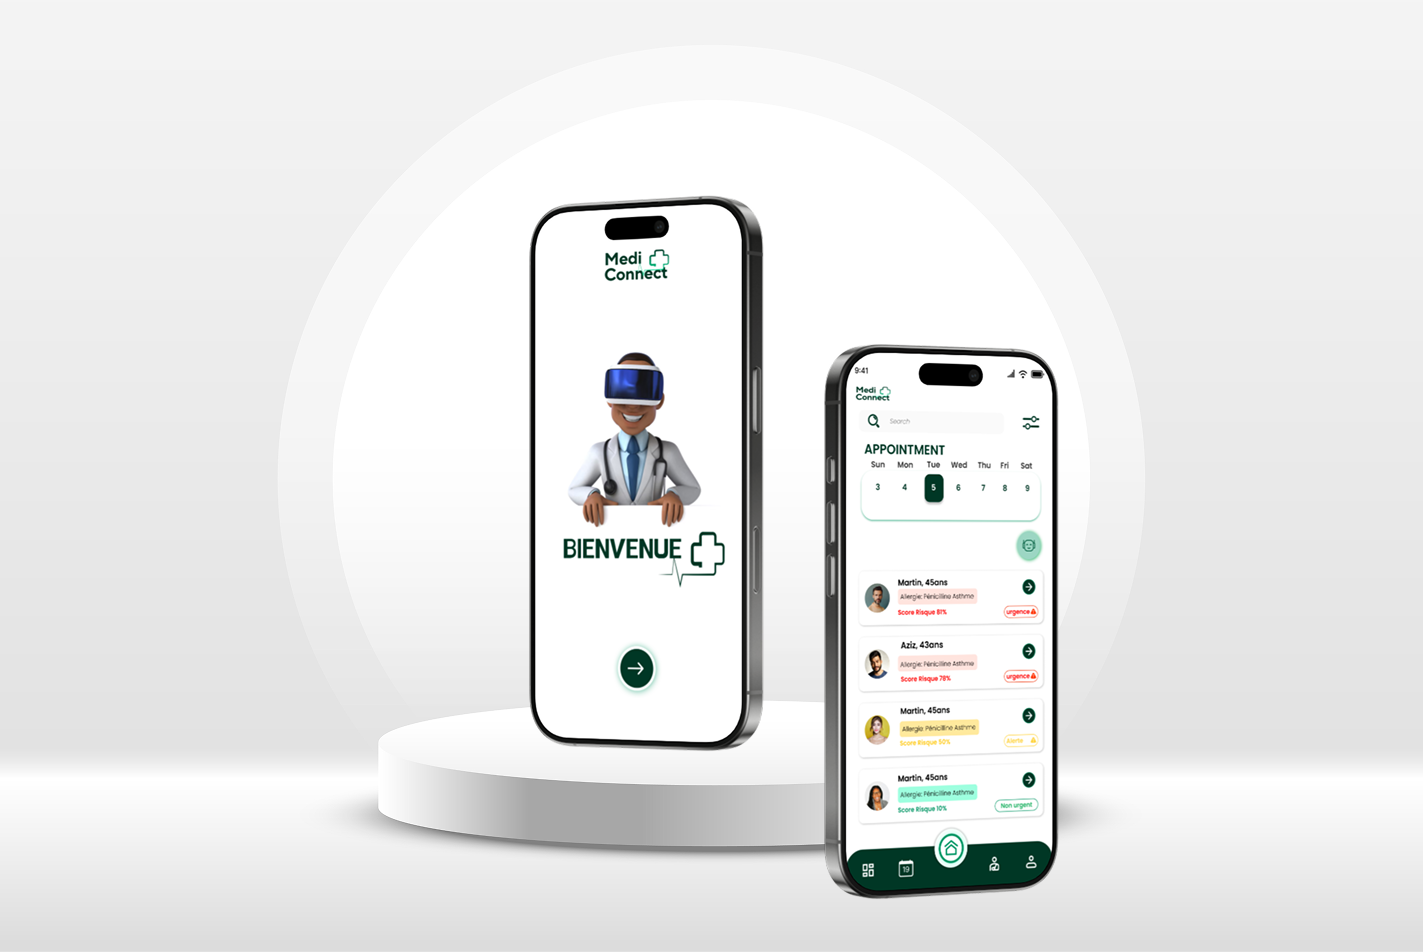 Medi
Connect
BIENVENUE
9:41
Medi
Connect
Search
APPOINTMENT
Sun Mon Tue Wed Thu Fri Sat
3 4 5 6 7 8 9
Martin, 45ans
Allergie: Pénicilline Asthme
Score Risque 81%
urgence
Aziz, 43ans
Allergie: Pénicilline Asthme
Score Risque 78%
urgence
Martin, 45ans
Allergie: Pénicilline Asthme
Score Risque 50%
Alerte
Martin, 45ans
Allergie: Pénicilline Asthme
Score Risque 10%
Non urgent
19